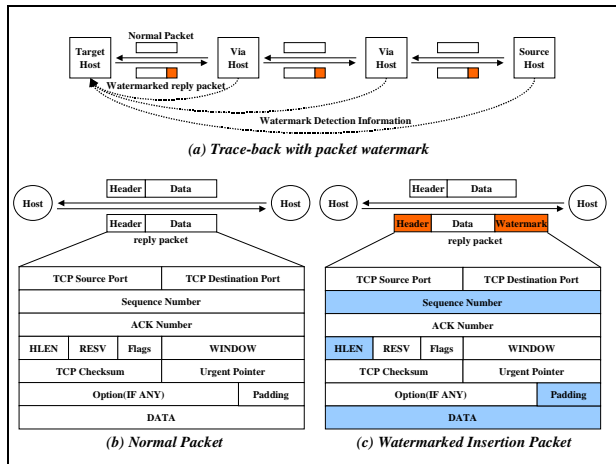 Normal Packet
Target Host
Via Host
Via Host
Source Host
Watermarked reply packet
Watermark Detection Information
(a) Trace-back with packet watermark
Header Data
Host Host
Header Data
reply packet
TCP Source Port TCP Destination Port
Sequence Number
ACK Number
HLEN RESV Flags WINDOW
TCP Checksum Urgent Pointer
Option(IF ANY) Padding
DATA
(b) Normal Packet
Header Data
Host Host
Header Data Watermark
reply packet
TCP Source Port TCP Destination Port
Sequence Number
ACK Number
HLEN RESV Flags WINDOW
TCP Checksum Urgent Pointer
Option(IF ANY) Padding
DATA
(c) Watermarked Insertion Packet